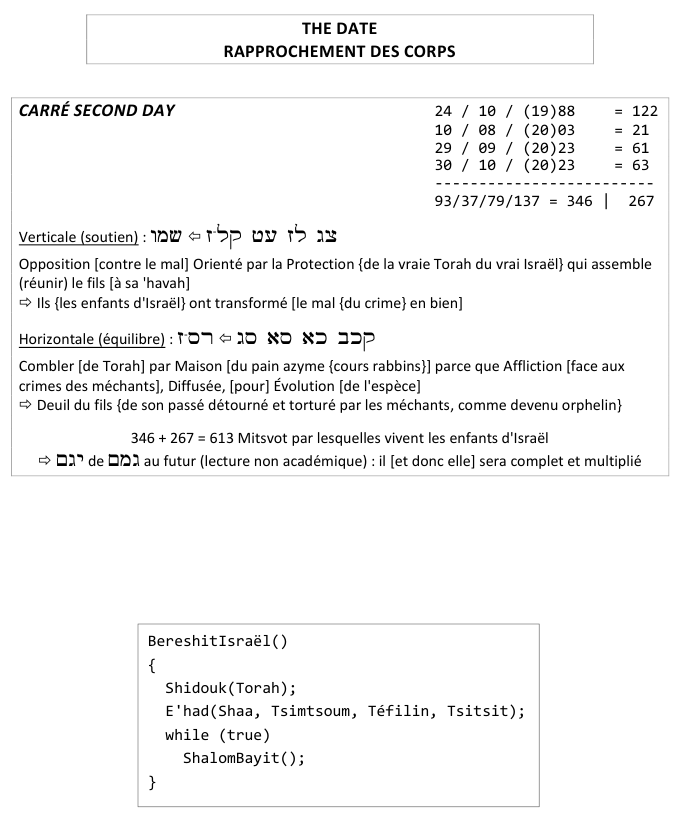 THE DATE
RAPPROCHEMENT DES CORPS
CARRÉ SECOND DAY
24 / 10 / (19)88 = 122
10 / 08 / (20)03 = 21
29 / 09 / (20)23 = 61
30 / 10 / (20)23 = 63
-------------------------
93/37/79/137 = 346 | 267
Verticale (soutien) : צג לז עט קל־ז ⇦ שמו
Opposition [contre le mal] Orienté par la Protection {de la vraie Torah du vrai Israël} qui assemble
(réunir) le fils [à sa 'havah]
⇨ Ils {les enfants d'Israël} ont transformé [le mal {du crime} en bien]
Horizontale (équilibre) : קכב כא סא סג ⇦ רס־ז
Combler [de Torah] par Maison [du pain azyme {cours rabbins}] parce que Affliction [face aux
crimes des méchants], Diffusée, [pour] Évolution [de l'espèce]
⇨ Deuil du fils {de son passé détourné et torturé par les méchants, comme devenu orphelin}
346 + 267 = 613 Mitsvot par lesquelles vivent les enfants d'Israël
⇨ יגם de גמם au futur (lecture non académique) : il [et donc elle] sera complet et multiplié
BereshitIsraël()
{
Shidouk(Torah);
E'had(Shaa, Tsimtsoum, Téfilin, Tsitsit);
while (true)
ShalomBayit();
}